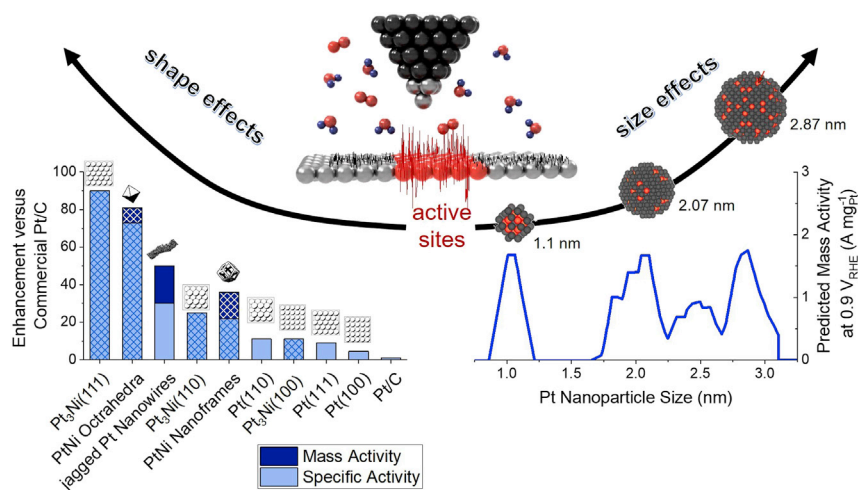 shape effects
size effects
2.87 nm
2.07 nm
1.1 nm
active
sites
Enhancement versus
Commercial Pt/C
100
80
60
40
20
0
Pt₃Ni(111)
PtNi Octrahedra
jagged Pt Nanowires
Pt₃Ni(110)
PtNi Nanoframes
Pt(110)
Pt₃Ni(100)
Pt(111)
Pt(100)
Pt/C
Mass Activity
Specific Activity
3
2
1
0
Predicted Mass Activity
at 0.9 V_RHE (A mg⁻¹_Pt)
1.0
1.5
2.0
2.5
3.0
Pt Nanoparticle Size (nm)